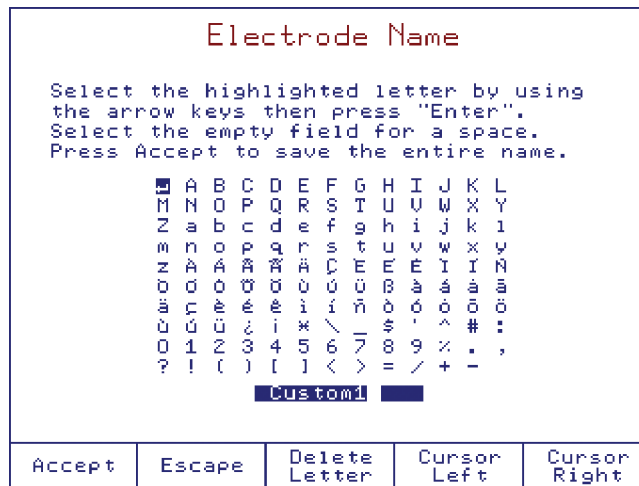 Electrode Name
Select the highlighted letter by using
the arrow keys then press "Enter".
Select the empty field for a space.
Press Accept to save the entire name.
↵ A B C D E F G H I J K L
M N O P Q R S T U V W X Y
Z a b c d e f g h i j k l
m n o p q r s t u v w x y
0 1 2 3 4 5 6 7 8 9 % . ,
? ! ( ) [ ] < > = / + -
Custom1
Accept
Escape
Delete
Letter
Cursor
Left
Cursor
Right